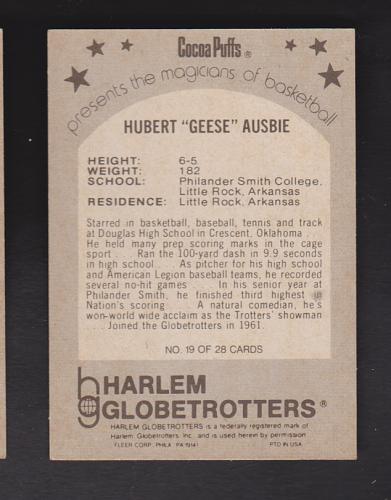 Cocoa Puffs®
presents the magicians of basketball
HUBERT "GEESE" AUSBIE
HEIGHT: 6-5
WEIGHT: 182
SCHOOL: Philander Smith College,
Little Rock, Arkansas
RESIDENCE: Little Rock, Arkansas
Starred in basketball, baseball, tennis and track
at Douglas High School in Crescent, Oklahoma . .
. He held many prep scoring marks in the cage
sport . . . Ran the 100-yard dash in 9.9 seconds
in high school . . . As pitcher for his high school
and American Legion baseball teams, he recorded
several no-hit games . . . In his senior year at
Philander Smith, he finished third highest in
Nation's scoring . . . A natural comedian, he's
won-world wide acclaim as the Trotters' showman
. . . Joined the Globetrotters in 1961.
NO. 19 OF 28 CARDS
hg HARLEM
GLOBETROTTERS®
HARLEM GLOBETROTTERS is a federally registered mark of
Harlem Globetrotters Inc. and is used herein by permission
FLEER CORP. PHILA. PA 19141 PTD IN USA